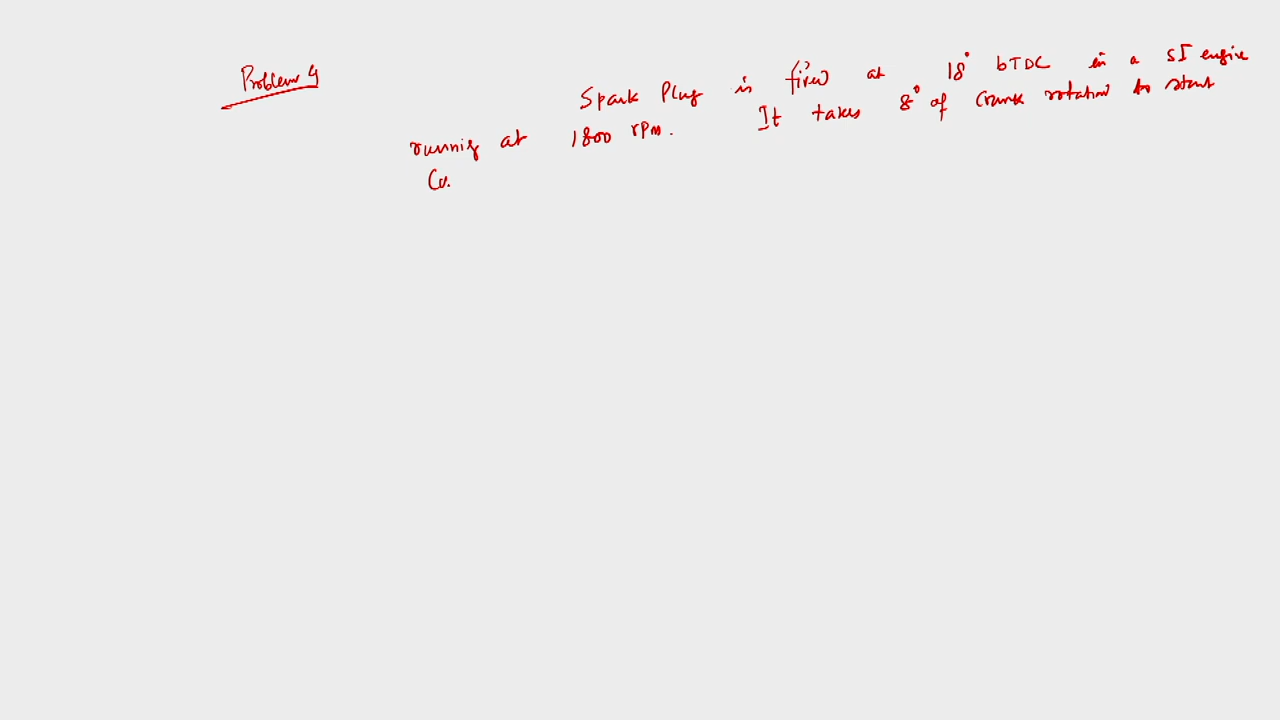 Problem 4
Spark Plug is fired at 18° bTDC in a SI engine
running at 1800 rpm. It takes 8° of crank rotation to start
Co